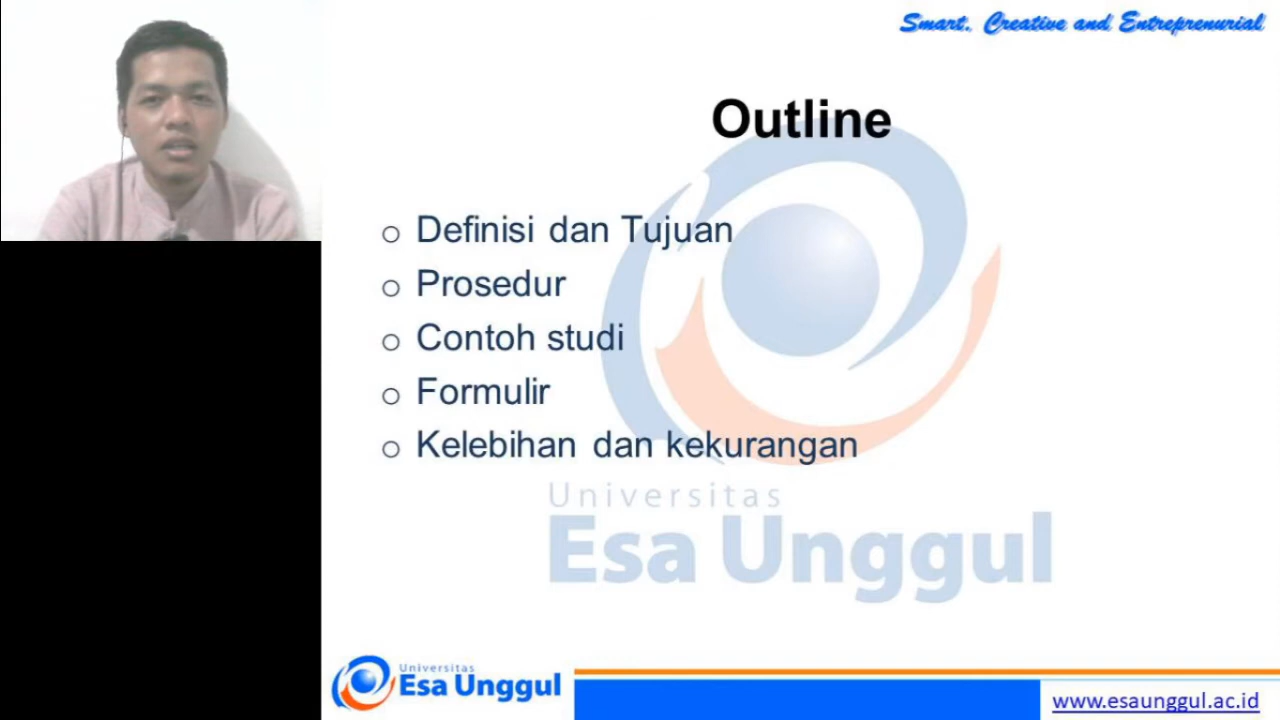 Smart, Creative and Entreprenurial
Outline
o Definisi dan Tujuan
o Prosedur
o Contoh studi
o Formulir
o Kelebihan dan kekurangan
Universitas
Esa Unggul
Universitas
Esa Unggul
www.esaunggul.ac.id